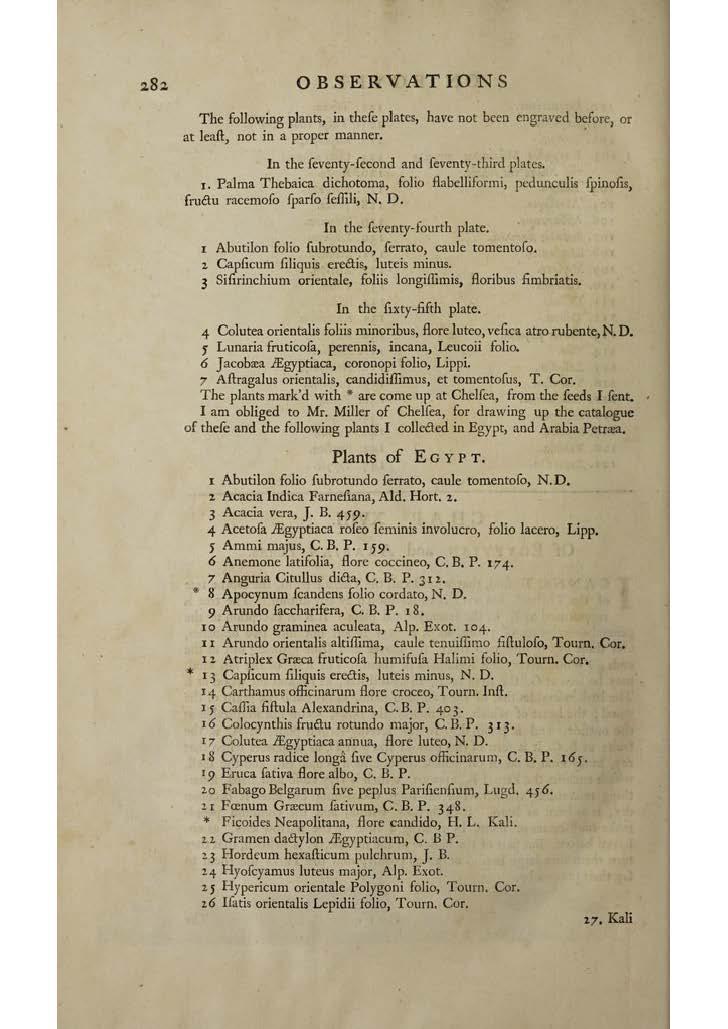 282 OBSERVATIONS
The following plants, in theſe plates, have not been engraved before, or
at leaſt, not in a proper manner.
In the ſeventy-ſecond and ſeventy-third plates.
1. Palma Thebaica dichotoma, folio flabelliformi, pedunculis ſpinoſis,
fructu racemoſo ſparſo ſeſſili, N. D.
In the ſeventy-fourth plate.
1 Abutilon folio ſubrotundo, ſerrato, caule tomentoſo.
2 Capſicum ſiliquis erectis, luteis minus.
3 Siſirinchium orientale, foliis longiſſimis, floribus fimbriatis.
In the ſixty-fifth plate.
4 Colutea orientalis foliis minoribus, flore luteo, veſica atro rubente, N. D.
5 Lunaria fruticoſa, perennis, incana, Leucoii folio.
6 Jacobæa Ægyptiaca, coronopi folio, Lippi.
7 Aſtragalus orientalis, candidiſſimus, et tomentoſus, T. Cor.
The plants mark'd with * are come up at Chelſea, from the ſeeds I ſent.
I am obliged to Mr. Miller of Chelſea, for drawing up the catalogue
of theſe and the following plants I collected in Egypt, and Arabia Petræa.
Plants of EGYPT.
1 Abutilon folio ſubrotundo ſerrato, caule tomentoſo, N.D.
2 Acacia Indica Farneſiana, Ald. Hort. 2.
3 Acacia vera, J. B. 459.
4 Acetoſa Ægyptiaca roſeo ſeminis involucro, folio lacero, Lipp.
5 Ammi majus, C. B. P. 159.
6 Anemone latifolia, flore coccineo, C. B. P. 174.
7 Anguria Citullus dicta, C. B. P. 312.
* 8 Apocynum ſcandens folio cordato, N. D.
9 Arundo ſaccharifera, C. B. P. 18.
10 Arundo graminea aculeata, Alp. Exot. 104.
11 Arundo orientalis altiſſima, caule tenuiſſimo fiſtuloſo, Tourn. Cor.
12 Atriplex Græca fruticoſa humifuſa Halimi folio, Tourn. Cor.
* 13 Capſicum ſiliquis erectis, luteis minus, N. D.
14 Carthamus officinarum flore croceo, Tourn. Inſt.
15 Caſſia fiſtula Alexandrina, C. B. P. 403.
16 Colocynthis fructu rotundo major, C. B. P. 313.
17 Colutea Ægyptiaca annua, flore luteo, N. D.
18 Cyperus radice longâ ſive Cyperus officinarum, C. B. P. 165.
19 Eruca ſativa flore albo, C. B. P.
20 Fabago Belgarum ſive peplus Pariſienſium, Lugd. 456.
21 Fœnum Græcum ſativum, C. B. P. 348.
* Ficoides Neapolitana, flore candido, H. L. Kali.
22 Gramen dactylon Ægyptiacum, C. B P.
23 Hordeum hexaſticum pulchrum, J. B.
24 Hyoſcyamus luteus major, Alp. Exot.
25 Hypericum orientale Polygoni folio, Tourn. Cor.
26 Iſatis orientalis Lepidii folio, Tourn. Cor.
27. Kali